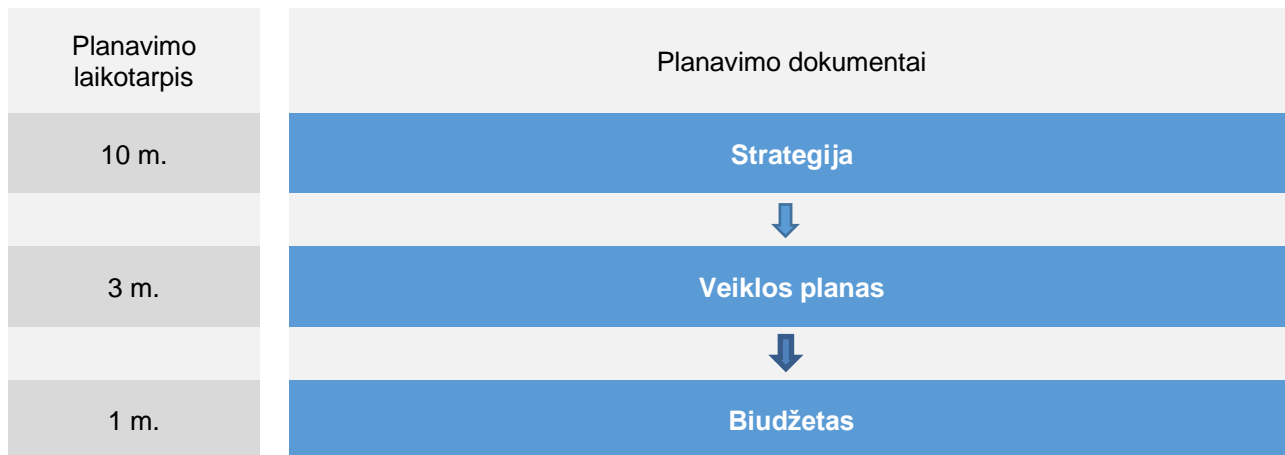 Planavimo
laikotarpis
Planavimo dokumentai
10 m.
Strategija
3 m.
Veiklos planas
1 m.
Biudžetas